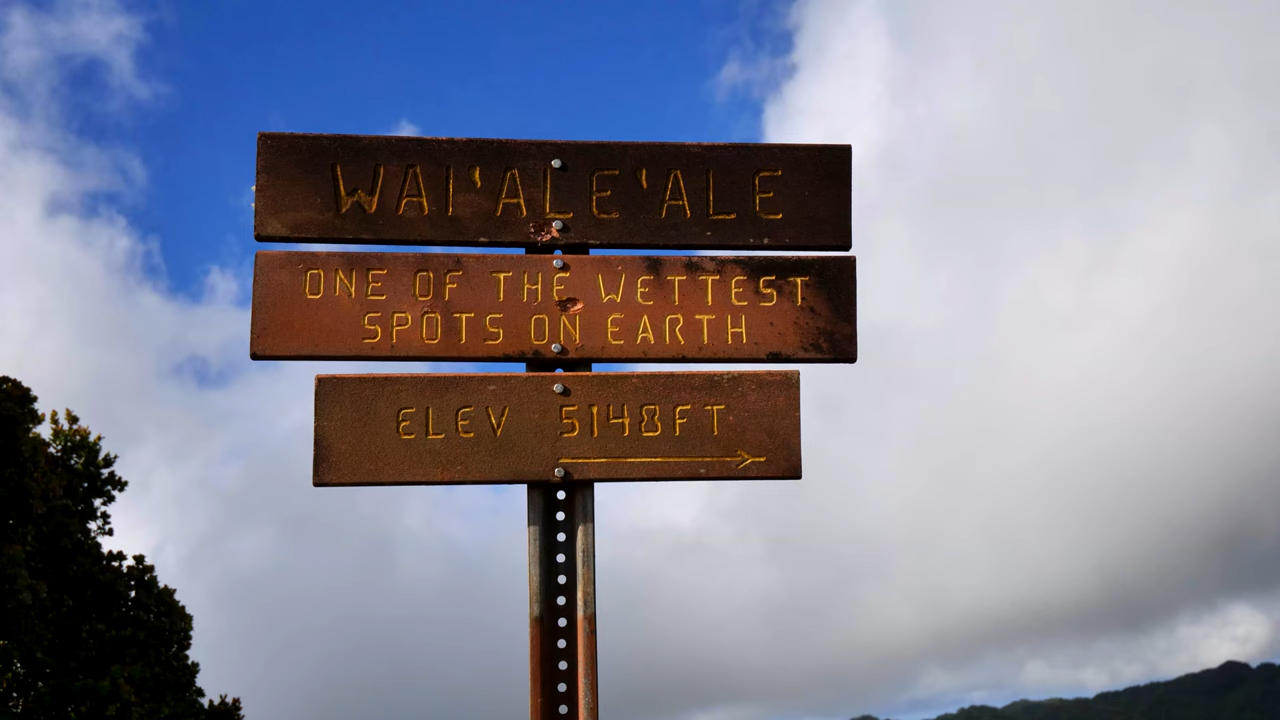 WAI'ALE'ALE
ONE OF THE WETTEST
SPOTS ON EARTH
ELEV 5148FT